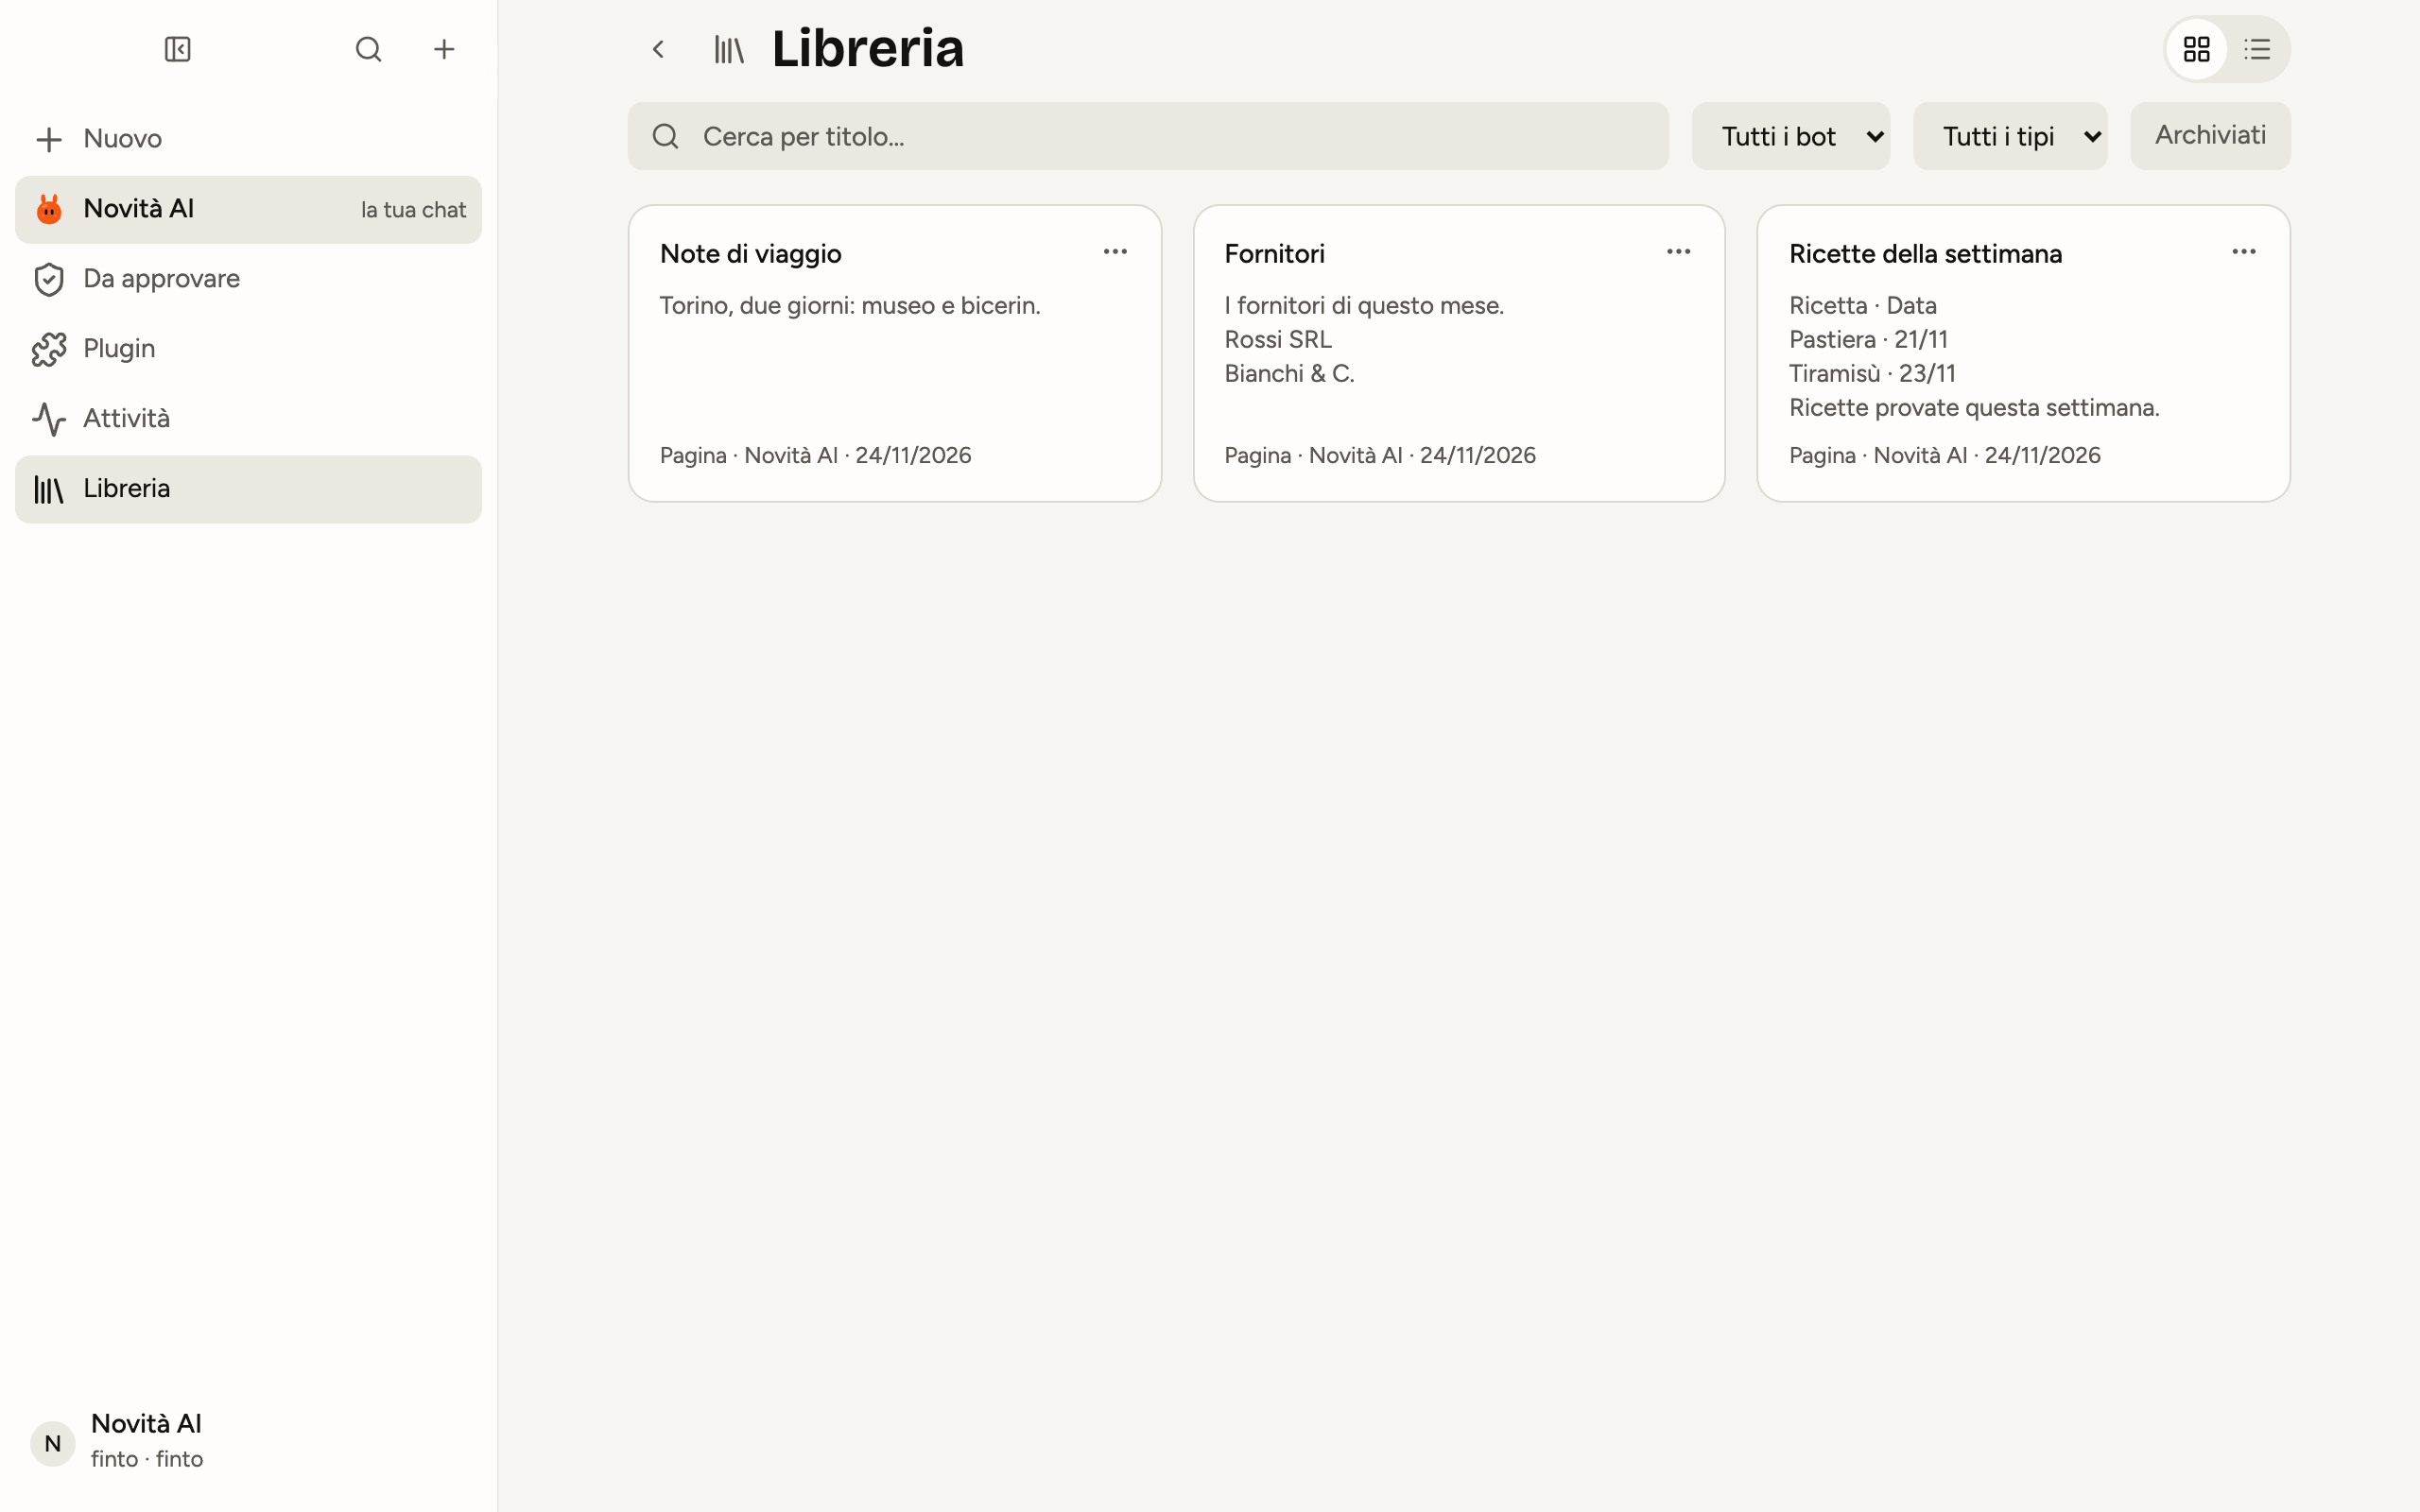 Nuovo
Novità AI
la tua chat
Da approvare
Plugin
Attività
Libreria
Novità AI
N
finto · finto
Libreria
Cerca per titolo...
Tutti i bot
Tutti i tipi
Archiviati
Note di viaggio
Torino, due giorni: museo e bicerin.
Pagina · Novità AI · 24/11/2026
Fornitori
I fornitori di questo mese.
Rossi SRL
Bianchi & C.
Pagina · Novità AI · 24/11/2026
Ricette della settimana
Ricetta · Data
Pastiera · 21/11
Tiramisù · 23/11
Ricette provate questa settimana.
Pagina · Novità AI · 24/11/2026